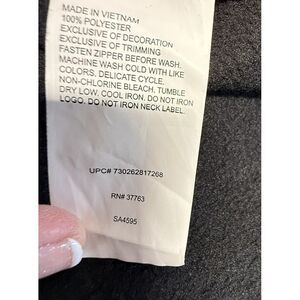 MADE IN VIETNAM
100% POLYESTER
EXCLUSIVE OF DECORATION
EXCLUSIVE OF TRIMMING
FASTEN ZIPPER BEFORE WASH.
MACHINE WASH COLD WITH LIKE
COLORS. DELICATE CYCLE.
NON-CHLORINE BLEACH. TUMBLE
DRY LOW. COOL IRON. DO NOT IRON
LOGO. DO NOT IRON NECK LABEL.
UPC# 730262817268
RN# 37763
SA4595